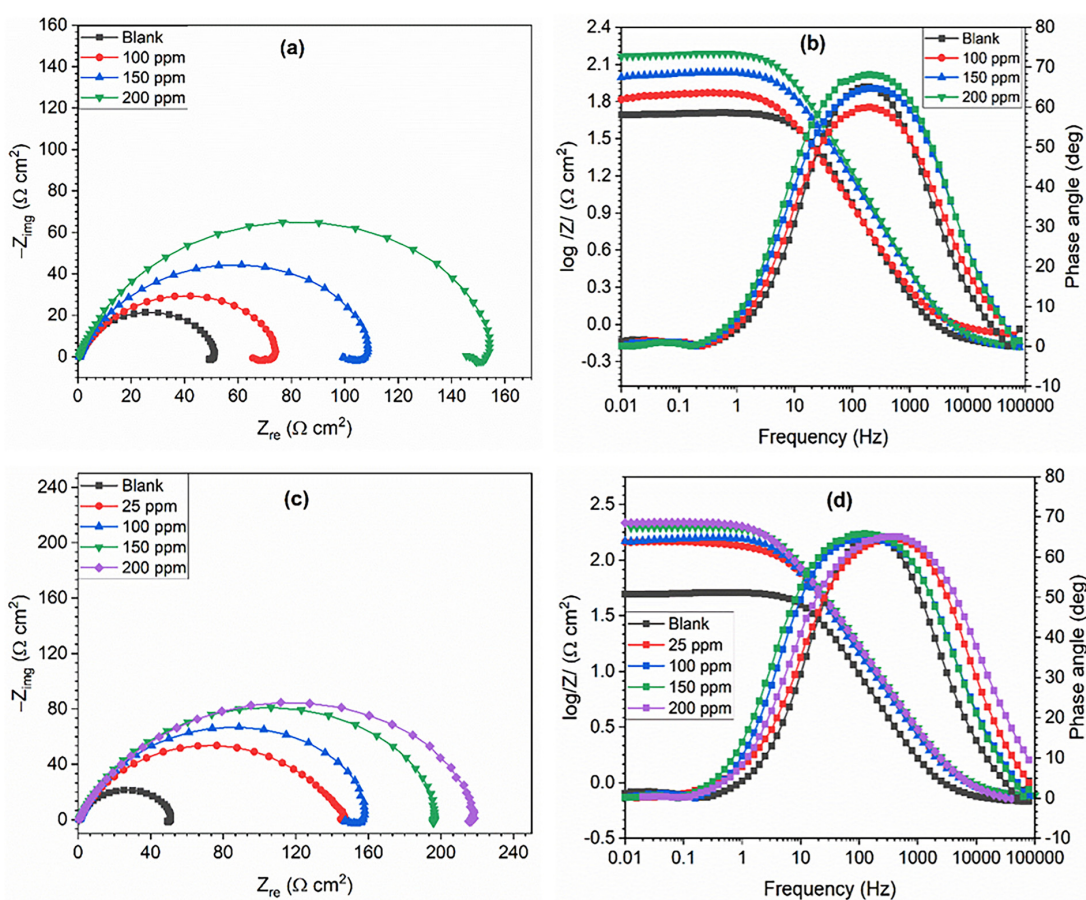 (a)
Blank
100 ppm
150 ppm
200 ppm
160
140
120
100
80
60
40
20
0
−Zimg (Ω cm²)
0 20 40 60 80 100 120 140 160
Zre (Ω cm²)
(b)
Blank
100 ppm
150 ppm
200 ppm
2.4
2.1
1.8
1.5
1.2
0.9
0.6
0.3
0.0
-0.3
log /Z/ (Ω cm²)
80
70
60
50
40
30
20
10
0
-10
Phase angle (deg)
0.01 0.1 1 10 100 1000 10000 100000
Frequency (Hz)
(c)
Blank
25 ppm
100 ppm
150 ppm
200 ppm
240
200
160
120
80
40
0
−Zimg (Ω cm²)
0 40 80 120 160 200 240
Zre (Ω cm²)
(d)
Blank
25 ppm
100 ppm
150 ppm
200 ppm
2.5
2.0
1.5
1.0
0.5
0.0
-0.5
log/Z/ (Ω cm²)
80
70
60
50
40
30
20
10
0
-10
Phase angle (deg)
0.01 0.1 1 10 100 1000 10000 100000
Frequency (Hz)